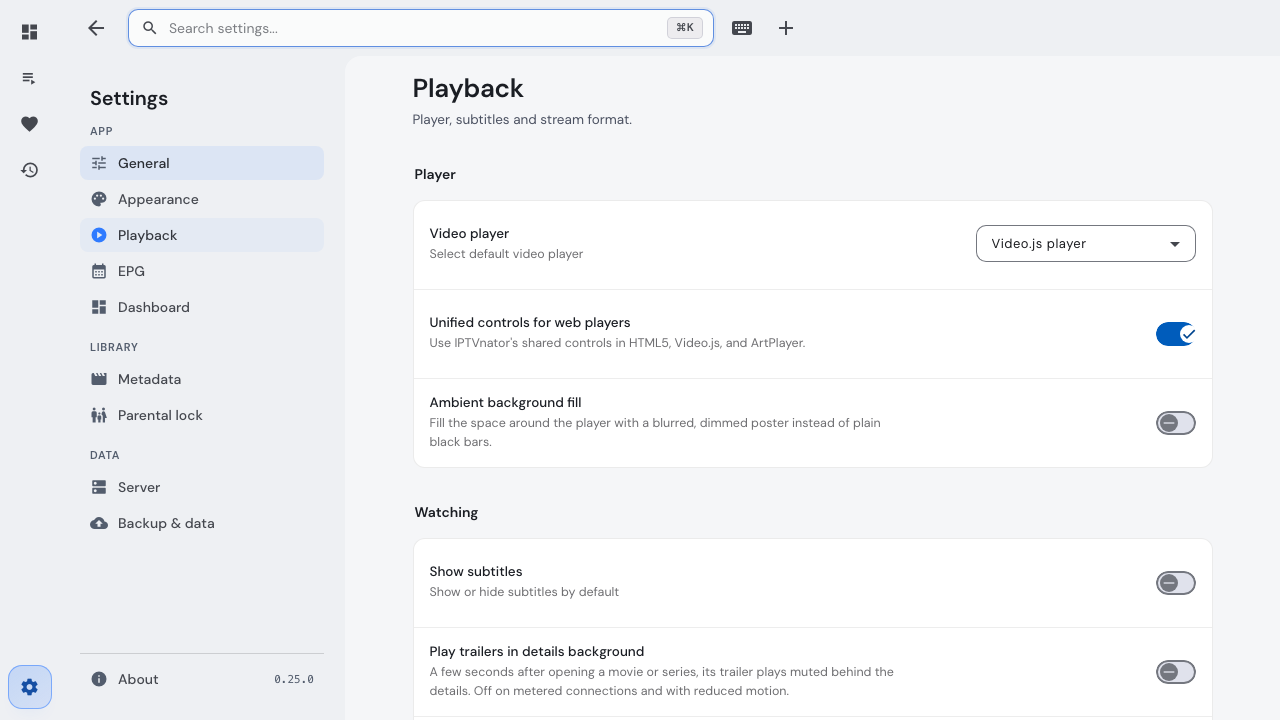 Search settings...
⌘K
Settings
APP
General
Appearance
Playback
EPG
Dashboard
LIBRARY
Metadata
Parental lock
DATA
Server
Backup & data
About
0.25.0
Playback
Player, subtitles and stream format.
Player
Video player
Select default video player
Video.js player
Unified controls for web players
Use IPTVnator's shared controls in HTML5, Video.js, and ArtPlayer.
Ambient background fill
Fill the space around the player with a blurred, dimmed poster instead of plain
black bars.
Watching
Show subtitles
Show or hide subtitles by default
Play trailers in details background
A few seconds after opening a movie or series, its trailer plays muted behind the
details. Off on metered connections and with reduced motion.